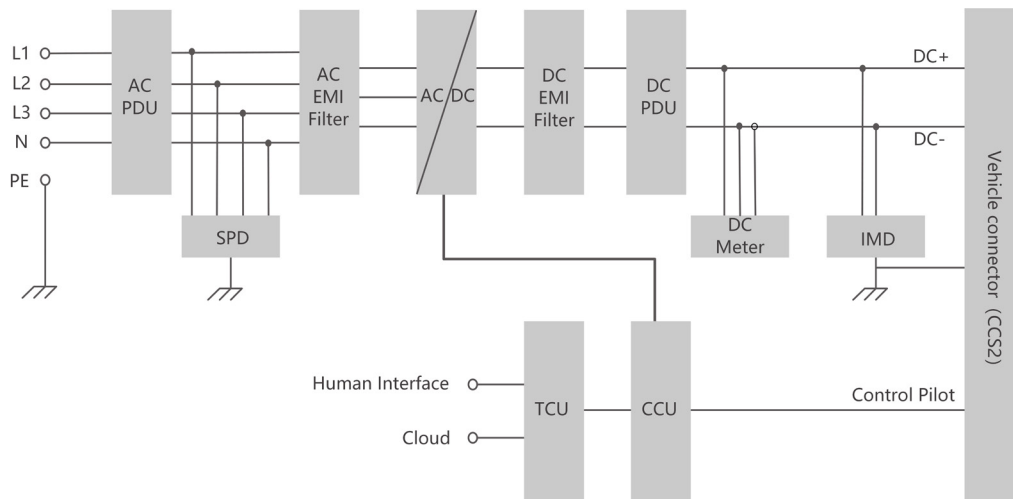 L1
L2
L3
N
PE
AC
PDU
SPD
AC
EMI
Filter
AC
DC
DC
EMI
Filter
DC
PDU
DC
Meter
IMD
DC+
DC-
Vehicle connector (CCS2)
Human Interface
Cloud
TCU
CCU
Control Pilot